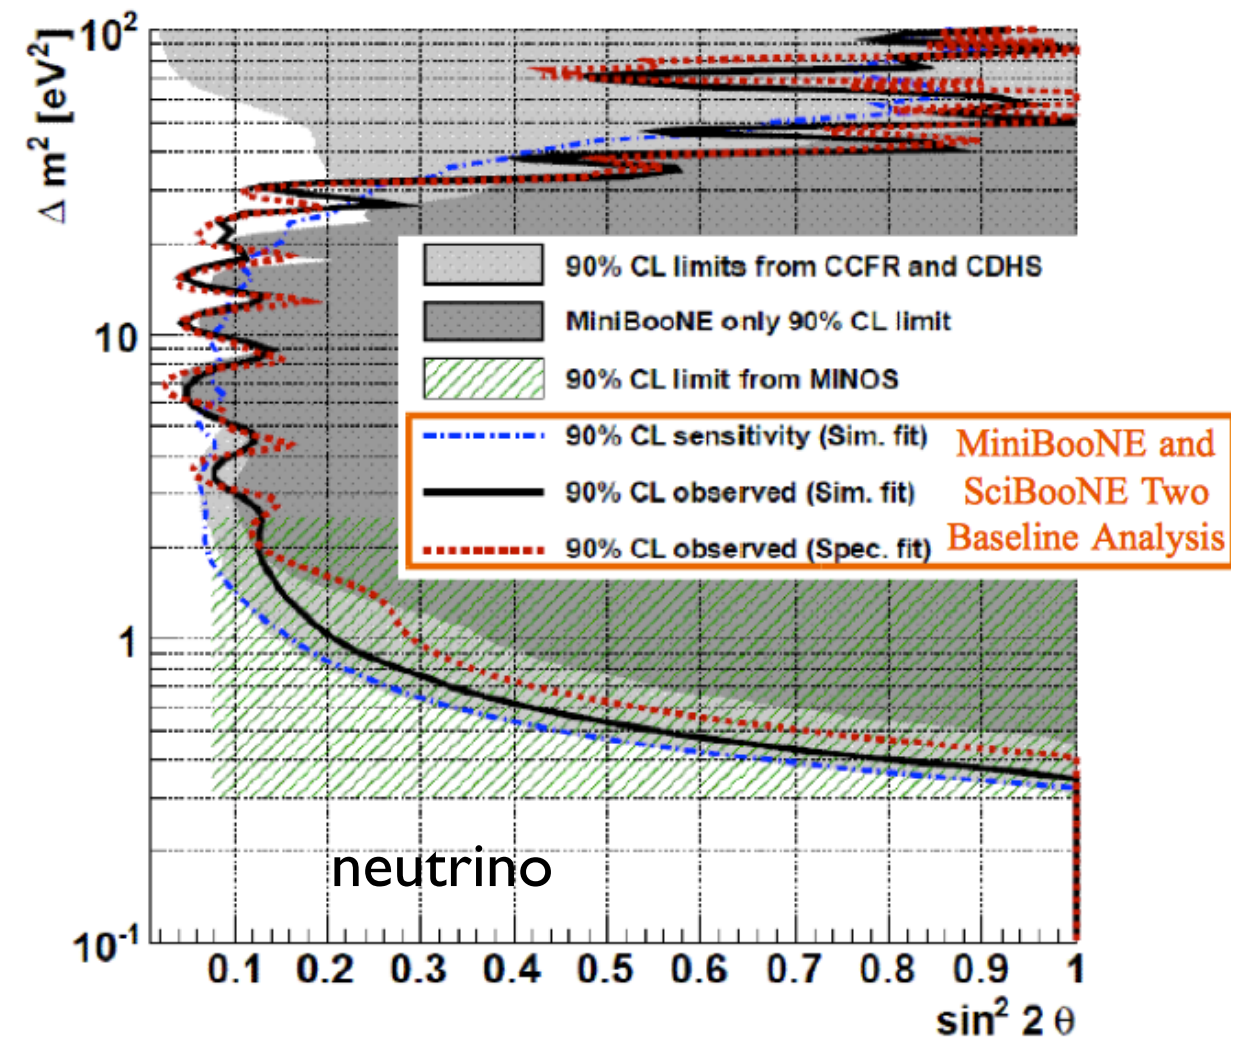 Δ m² [eV²]
10²
10
1
10⁻¹
90% CL limits from CCFR and CDHS
MiniBooNE only 90% CL limit
90% CL limit from MINOS
90% CL sensitivity (Sim. fit)
90% CL observed (Sim. fit)
90% CL observed (Spec. fit)
MiniBooNE and
SciBooNE Two
Baseline Analysis
neutrino
0.1 0.2 0.3 0.4 0.5 0.6 0.7 0.8 0.9 1
sin² 2 θ